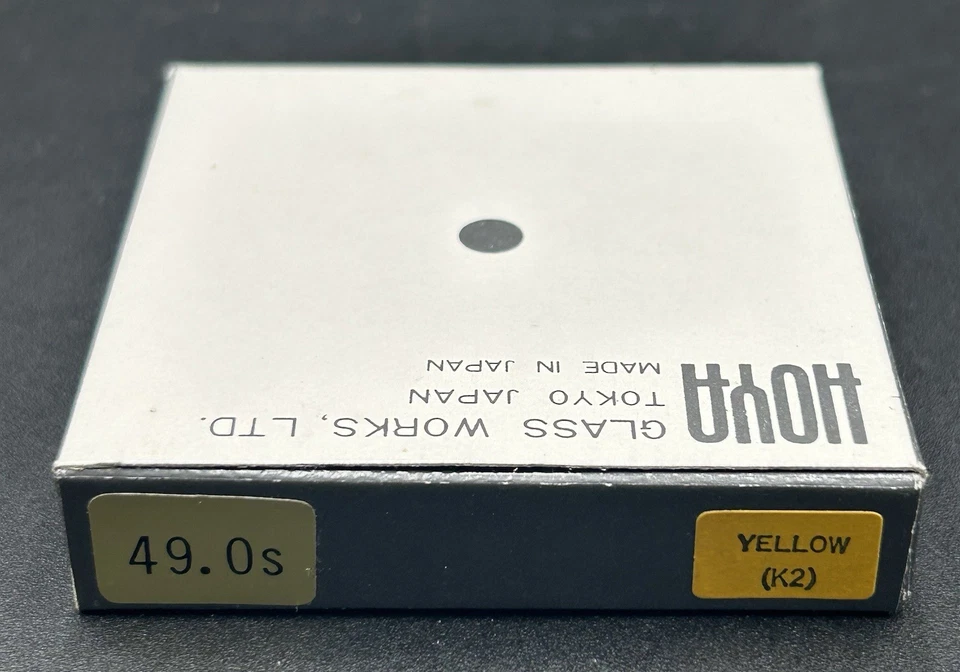 HOYA
GLASS WORKS, LTD.
TOKYO JAPAN
MADE IN JAPAN
49.0s
YELLOW
(K2)